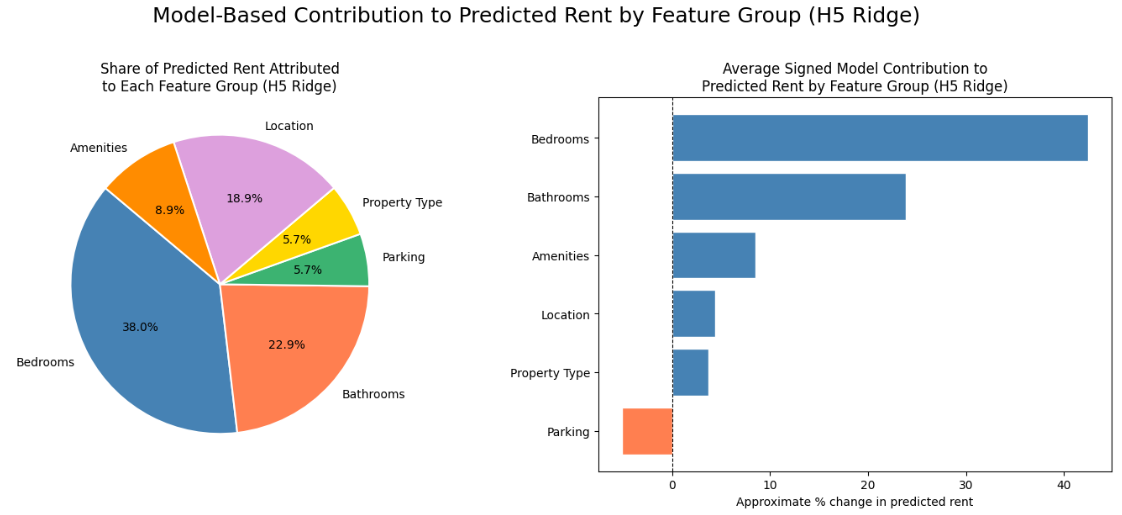 Model-Based Contribution to Predicted Rent by Feature Group (H5 Ridge)
Share of Predicted Rent Attributed
to Each Feature Group (H5 Ridge)
Location
Amenities
18.9%
8.9%
Property Type
5.7%
Parking
5.7%
38.0%
22.9%
Bedrooms
Bathrooms
Average Signed Model Contribution to
Predicted Rent by Feature Group (H5 Ridge)
Bedrooms
Bathrooms
Amenities
Location
Property Type
Parking
0 10 20 30 40
Approximate % change in predicted rent